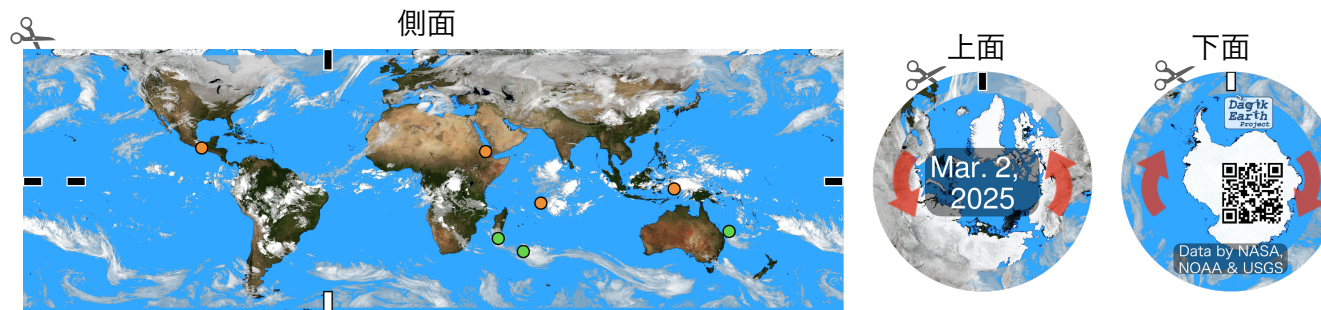 側面
上面
Mar. 2,
2025
下面
Dagik
Earth
Project
Data by NASA,
NOAA & USGS